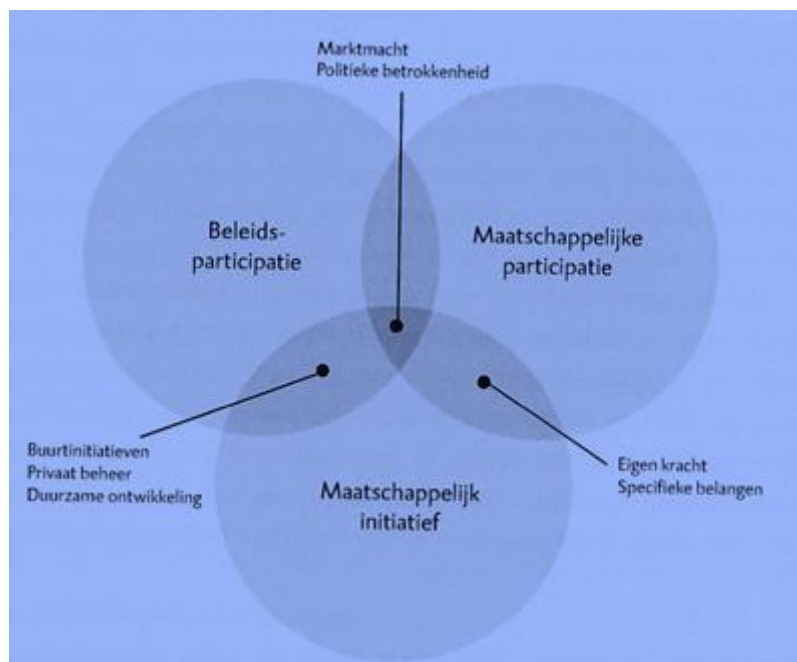 Marktmacht
Politieke betrokkenheid
Beleids-
participatie
Maatschappelijke
participatie
Buurtinitiatieven
Privaat beheer
Duurzame ontwikkeling
Maatschappelijk
initiatief
Eigen kracht
Specifieke belangen